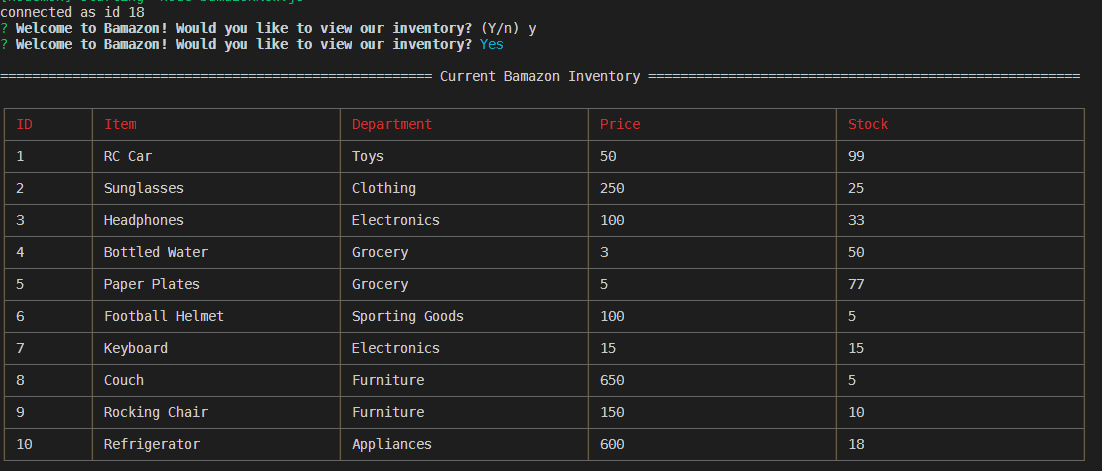 connected as id 18
? Welcome to Bamazon! Would you like to view our inventory? (Y/n) y
? Welcome to Bamazon! Would you like to view our inventory? Yes
====================================================== Current Bamazon Inventory ======================================================
ID Item Department Price Stock
1 RC Car Toys 50 99
2 Sunglasses Clothing 250 25
3 Headphones Electronics 100 33
4 Bottled Water Grocery 3 50
5 Paper Plates Grocery 5 77
6 Football Helmet Sporting Goods 100 5
7 Keyboard Electronics 15 15
8 Couch Furniture 650 5
9 Rocking Chair Furniture 150 10
10 Refrigerator Appliances 600 18